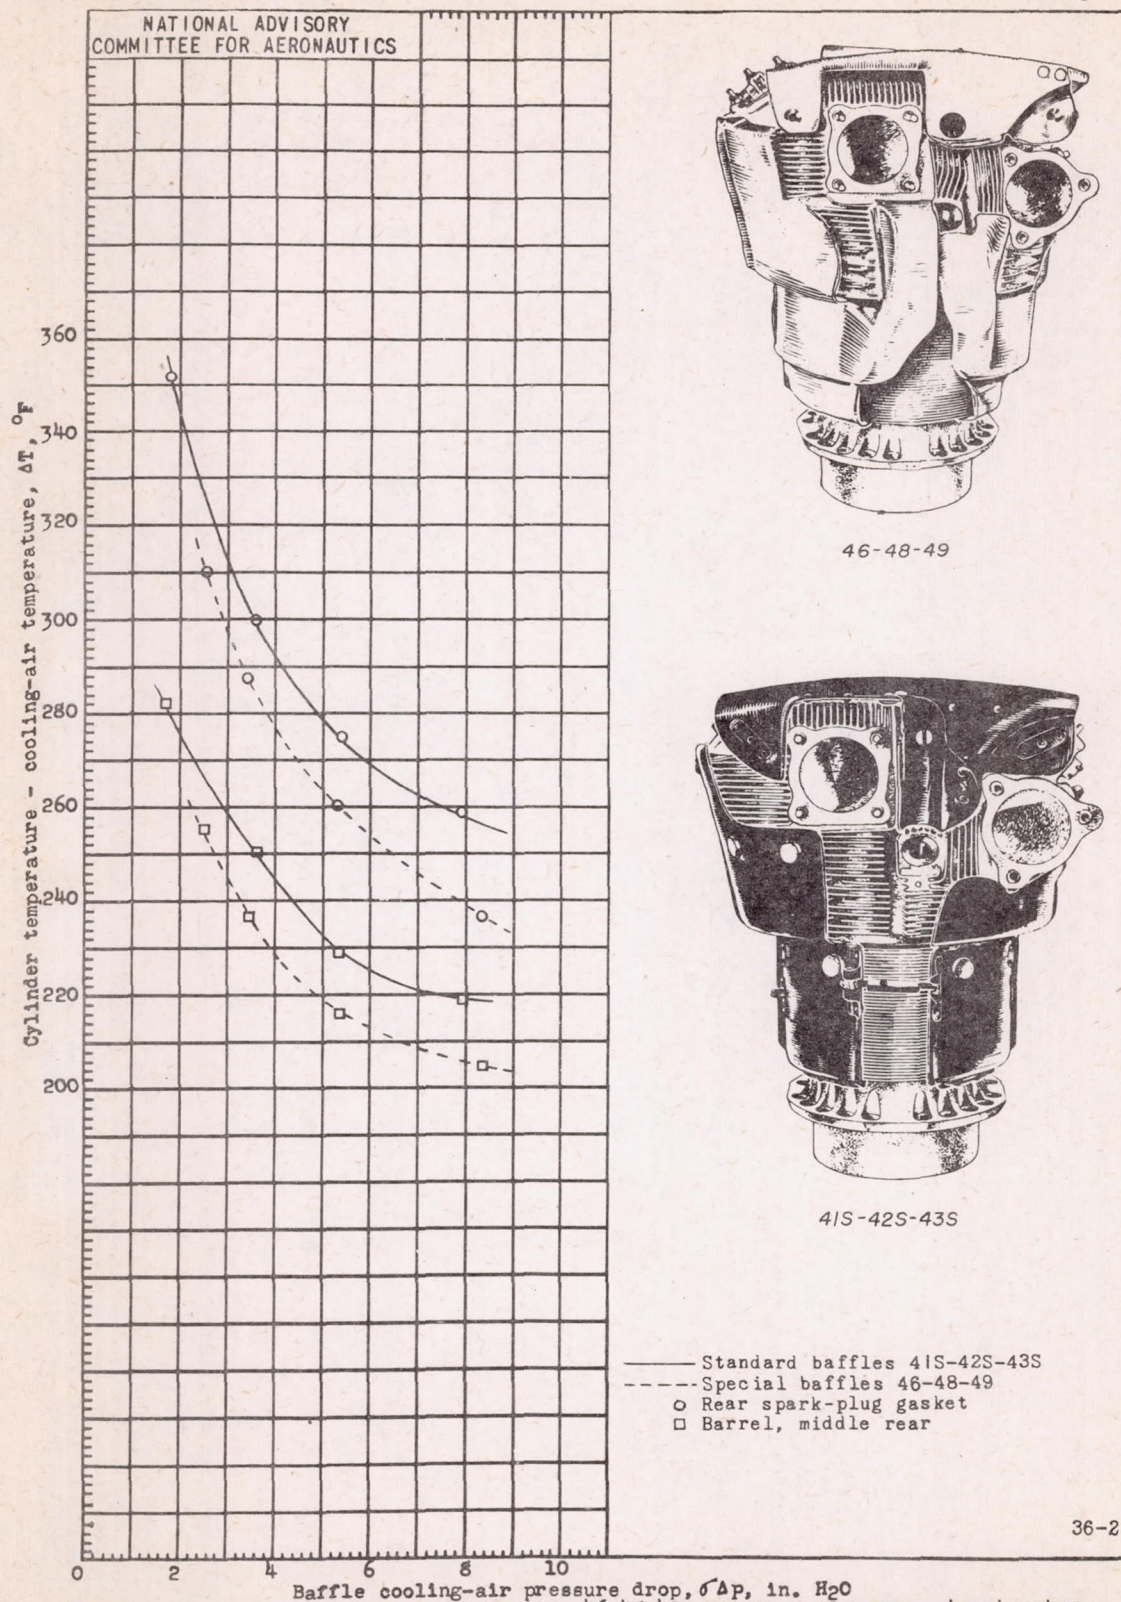 NATIONAL ADVISORY
COMMITTEE FOR AERONAUTICS
360
340
320
300
280
260
240
220
200
Cylinder temperature - cooling-air temperature, ΔT, °F
0 2 4 6 8 10
Baffle cooling-air pressure drop, σΔp, in. H2O
46-48-49
41S-42S-43S
Standard baffles 41S-42S-43S
Special baffles 46-48-49
Rear spark-plug gasket
Barrel, middle rear
36-2